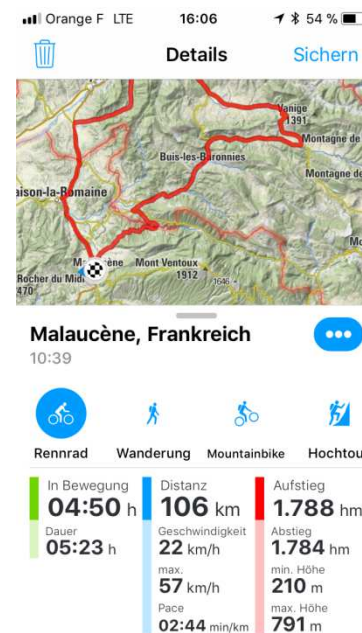 Orange F LTE 16:06 54 %
Details Sichern
Vanige
1391
Montagne de
Buis-les-Baronnies
Montagne de
aison-la-Romaine
Malaucène Mont Ventoux
1912
1646
Rocher du Midi
470
Malaucène, Frankreich
10:39
Rennrad Wanderung Mountainbike Hochtou
In Bewegung Distanz Aufstieg
04:50 h 106 km 1.788 hm
Dauer Geschwindigkeit Abstieg
05:23 h 22 km/h 1.784 hm
max. min. Höhe
57 km/h 210 m
Pace max. Höhe
02:44 min/km 791 m